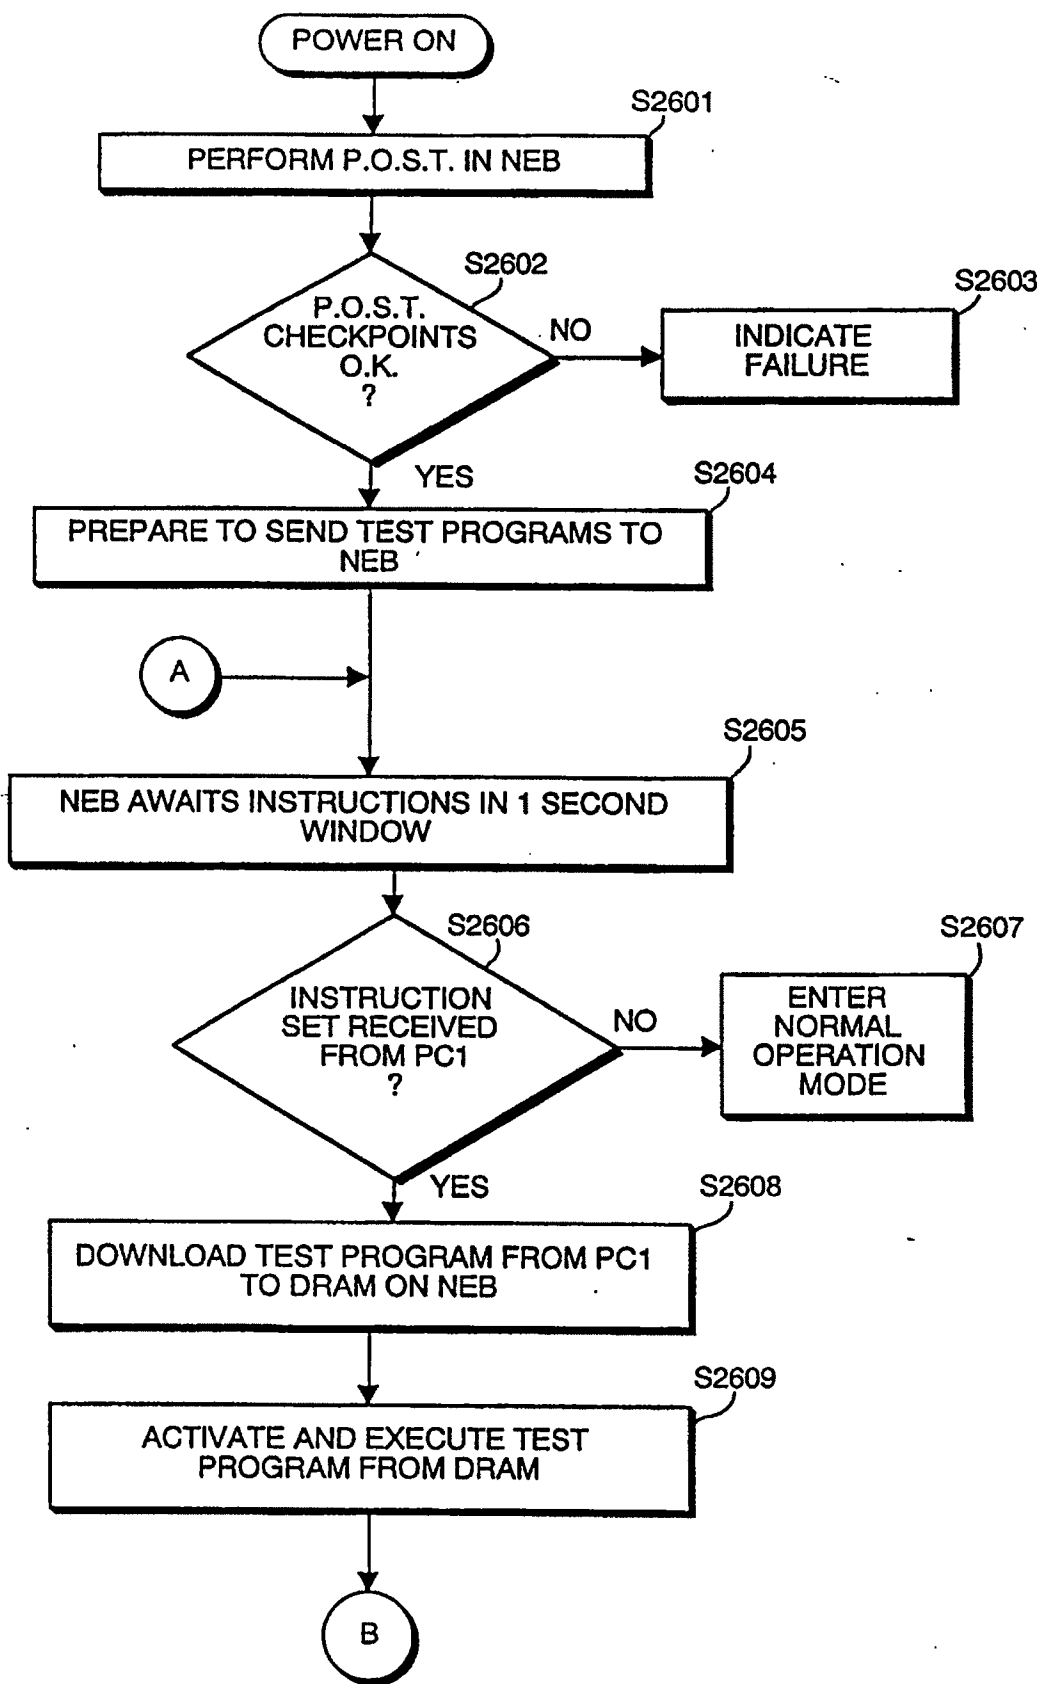 POWER ON
S2601
PERFORM P.O.S.T. IN NEB
S2602
P.O.S.T.
CHECKPOINTS
O.K.
?
NO
S2603
INDICATE
FAILURE
YES
S2604
PREPARE TO SEND TEST PROGRAMS TO
NEB
A
S2605
NEB AWAITS INSTRUCTIONS IN 1 SECOND
WINDOW
S2606
INSTRUCTION
SET RECEIVED
FROM PC1
?
NO
S2607
ENTER
NORMAL
OPERATION
MODE
YES
S2608
DOWNLOAD TEST PROGRAM FROM PC1
TO DRAM ON NEB
S2609
ACTIVATE AND EXECUTE TEST
PROGRAM FROM DRAM
B